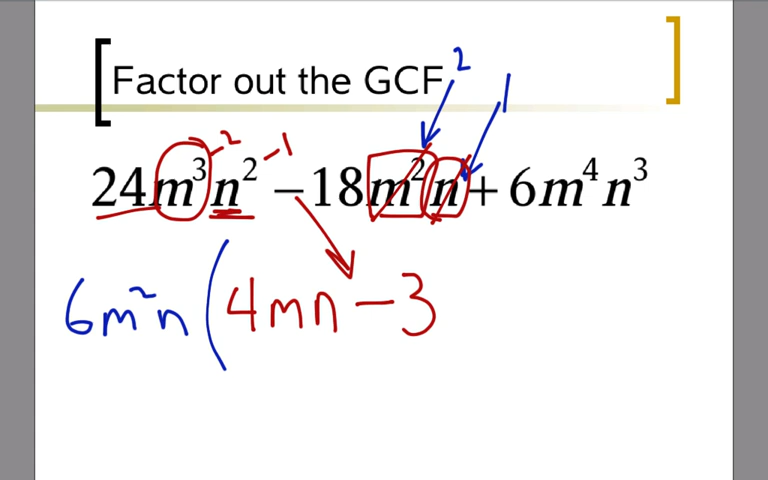 Factor out the GCF
2 1
-2 -1
24m³n² – 18m²n + 6m⁴n³
6m²n(4mn – 3